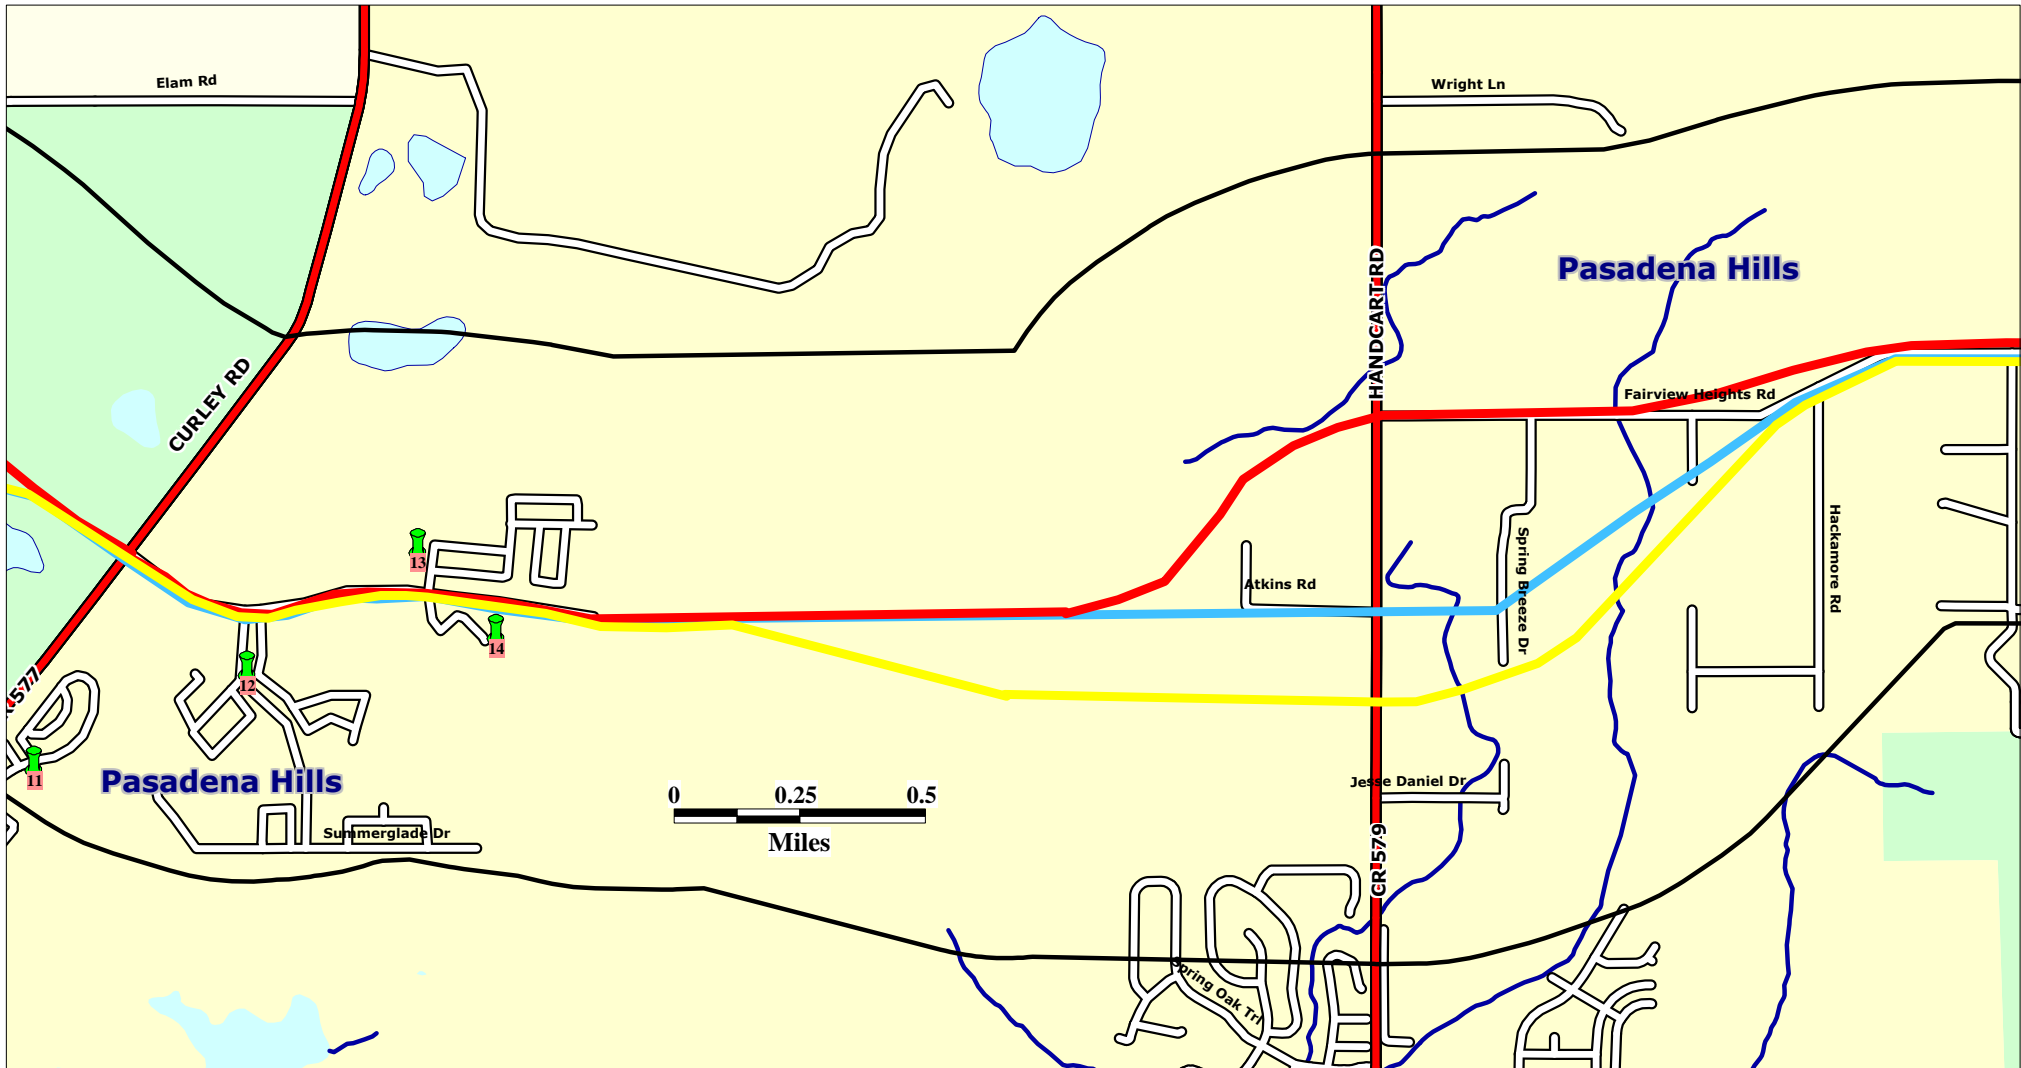 Elam Rd
Wright Ln
HANDCART RD
Pasadena Hills
CURLEY RD
Fairview Heights Rd
Hackamore Rd
Spring Breeze Dr
13
Atkins Rd
14
12
577
11
Pasadena Hills
Jesse Daniel Dr
0 0.25 0.5
Miles
Summerglade Dr
CR 579
Spring Oak Trl